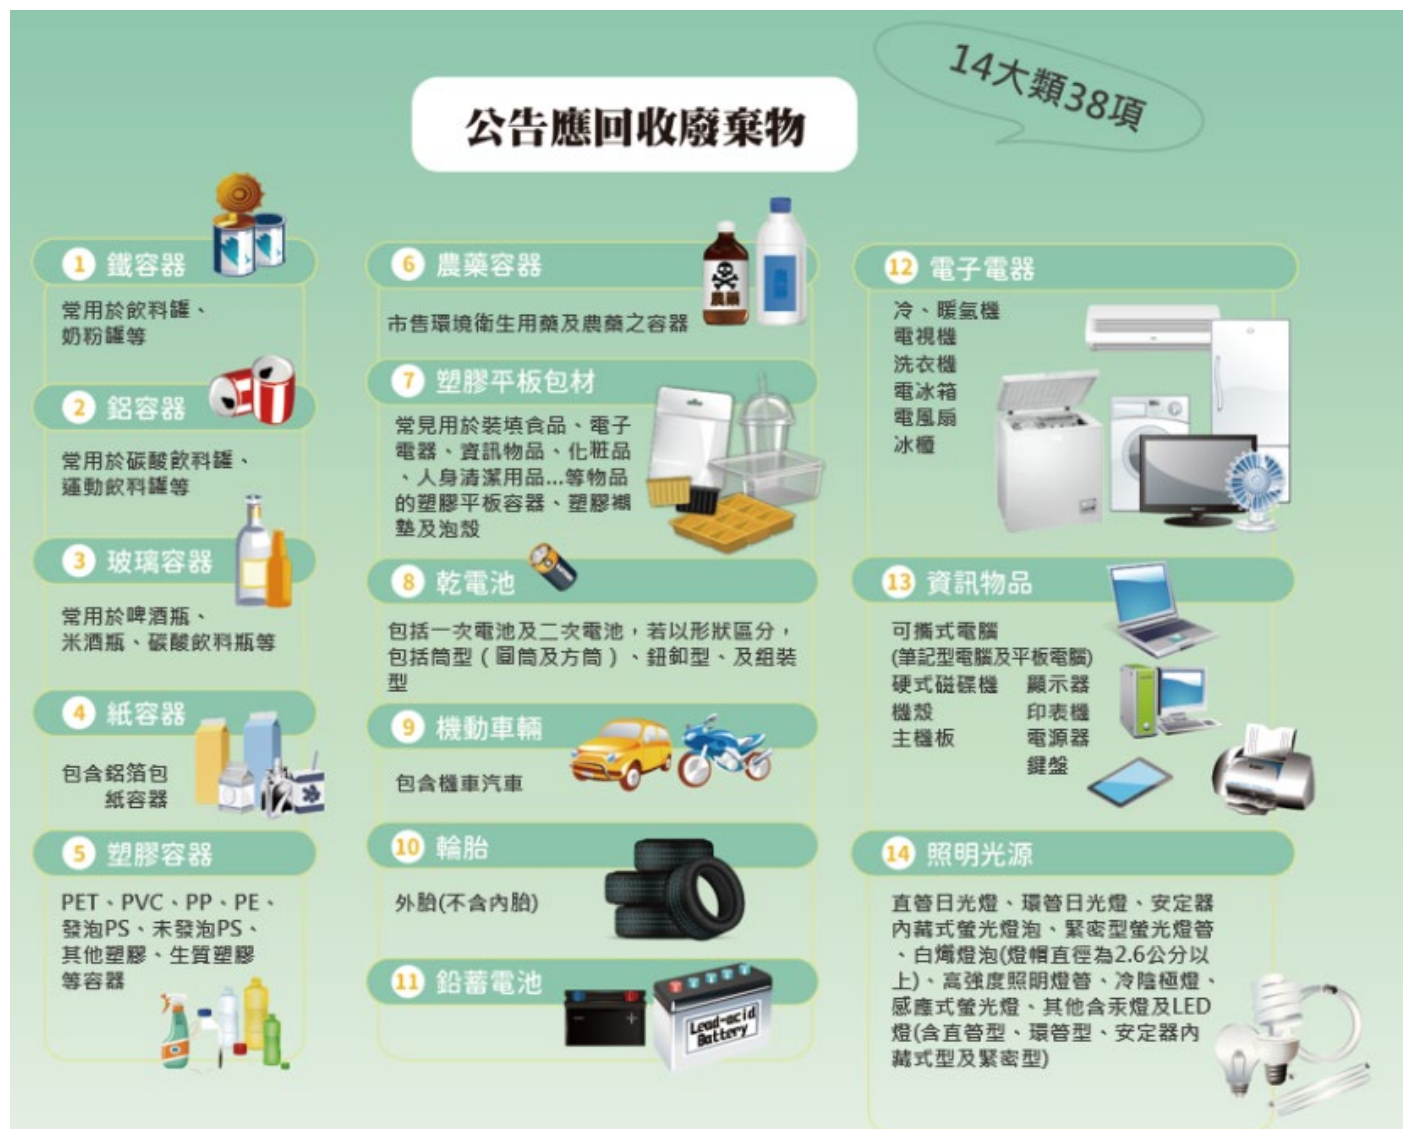 14大類38項
公告應回收廢棄物
1 鐵容器
常用於飲料罐、
奶粉罐等
2 鋁容器
常用於碳酸飲料罐、
運動飲料罐等
3 玻璃容器
常用於啤酒瓶、
米酒瓶、碳酸飲料瓶等
4 紙容器
包含鋁箔包
紙容器
5 塑膠容器
PET、PVC、PP、PE、
發泡PS、未發泡PS、
其他塑膠、生質塑膠
等容器
6 農藥容器
農藥
市售環境衛生用藥及農藥之容器
7 塑膠平板包材
常見用於裝填食品、電子
電器、資訊物品、化粧品
、人身清潔用品...等物品
的塑膠平板容器、塑膠襯
墊及泡殼
8 乾電池
包括一次電池及二次電池，若以形狀區分，
包括筒型（圓筒及方筒）、鈕釦型、及組裝
型
9 機動車輛
包含機車汽車
10 輪胎
外胎(不含內胎)
11 鉛蓄電池
Lead-acid
Battery
12 電子電器
冷、暖氣機
電視機
洗衣機
電冰箱
電風扇
冰櫃
13 資訊物品
可攜式電腦
(筆記型電腦及平板電腦)
硬式磁碟機 顯示器
機殼 印表機
主機板 電源器
鍵盤
14 照明光源
直管日光燈、環管日光燈、安定器
內藏式螢光燈泡、緊密型螢光燈管
、白熾燈泡(燈帽直徑為2.6公分以
上)、高強度照明燈管、冷陰極燈、
感應式螢光燈、其他含汞燈及LED
燈(含直管型、環管型、安定器內
藏式型及緊密型)